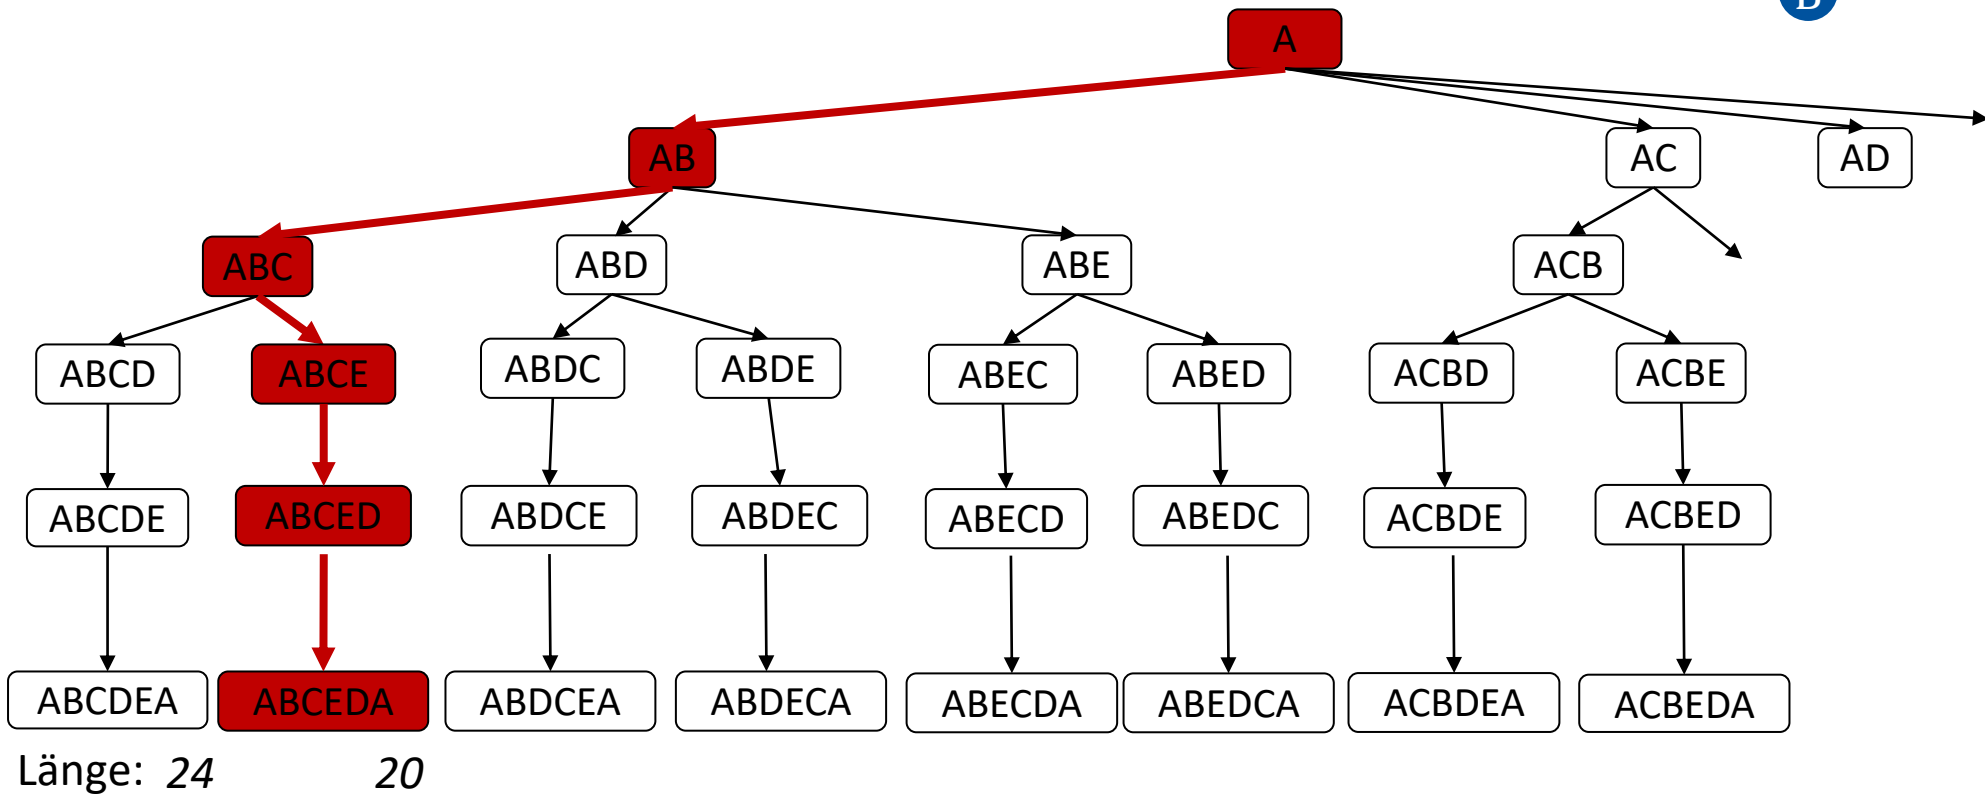 B
A
AB AC AD
ABC ABD ABE ACB
ABCD ABCE ABDC ABDE ABEC ABED ACBD ACBE
ABCDE ABCED ABDCE ABDEC ABECD ABEDC ACBDE ACBED
ABCDEA ABCEDA ABDCEA ABDECA ABECDA ABEDCA ACBDEA ACBEDA
Länge: 24 20